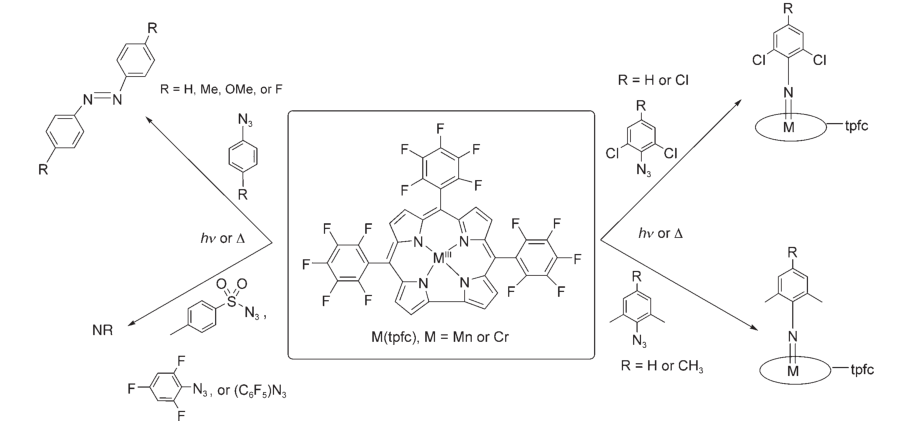 R
N=N
R
R = H, Me, OMe, or F
N3
R
hν or Δ
O O
S
N3 ,
NR
F
F
N3, or (C6F5)N3
F
F
F F
F F
F F
F F
F F
F F
F F
F F
N N
MIII
N N
M(tpfc), M = Mn or Cr
R = H or Cl
R
Cl Cl
N3
hν or Δ
R
N3
R = H or CH3
R
Cl Cl
N
M
tpfc
R
N
M
tpfc